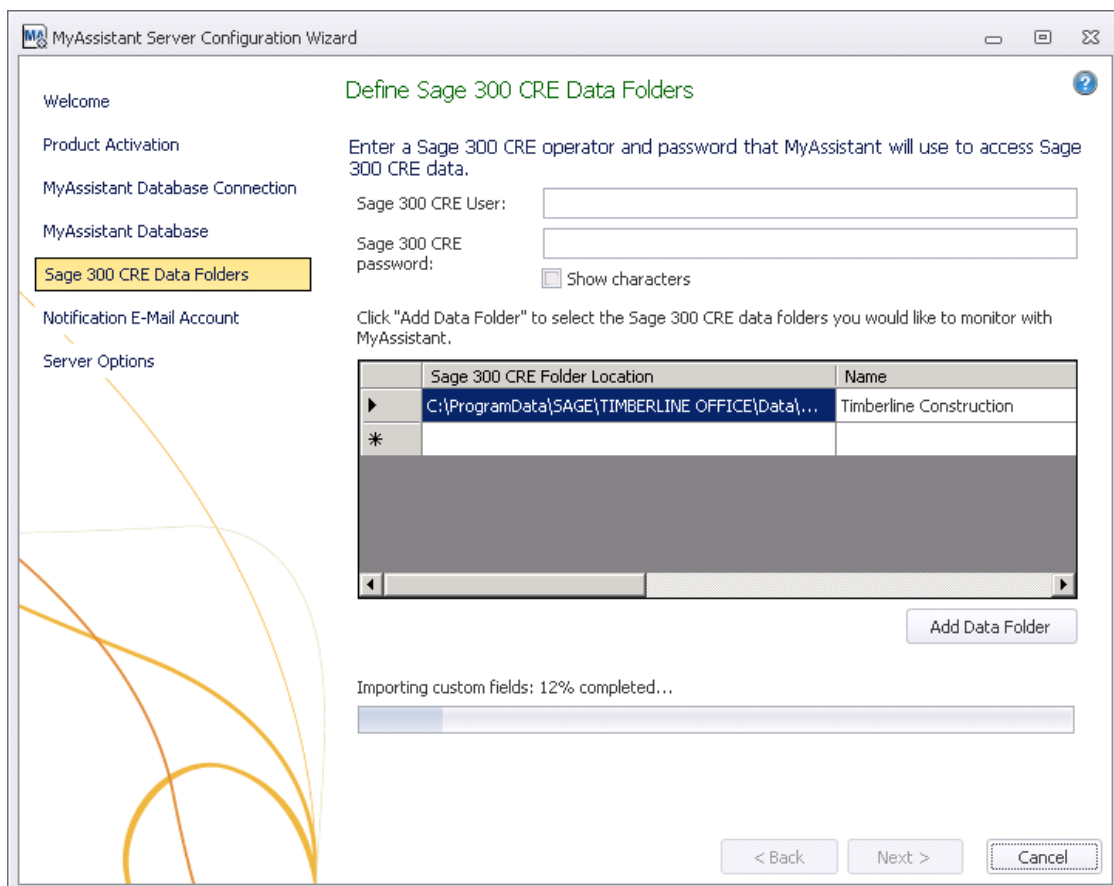 MA MyAssistant Server Configuration Wizard
Welcome
Product Activation
MyAssistant Database Connection
MyAssistant Database
Sage 300 CRE Data Folders
Notification E-Mail Account
Server Options
Define Sage 300 CRE Data Folders
?
Enter a Sage 300 CRE operator and password that MyAssistant will use to access Sage
300 CRE data.
Sage 300 CRE User:
Sage 300 CRE
password:
Show characters
Click "Add Data Folder" to select the Sage 300 CRE data folders you would like to monitor with
MyAssistant.
Sage 300 CRE Folder Location Name
C:\ProgramData\SAGE\TIMBERLINE OFFICE\Data\... Timberline Construction
Add Data Folder
Importing custom fields: 12% completed...
< Back Next > Cancel